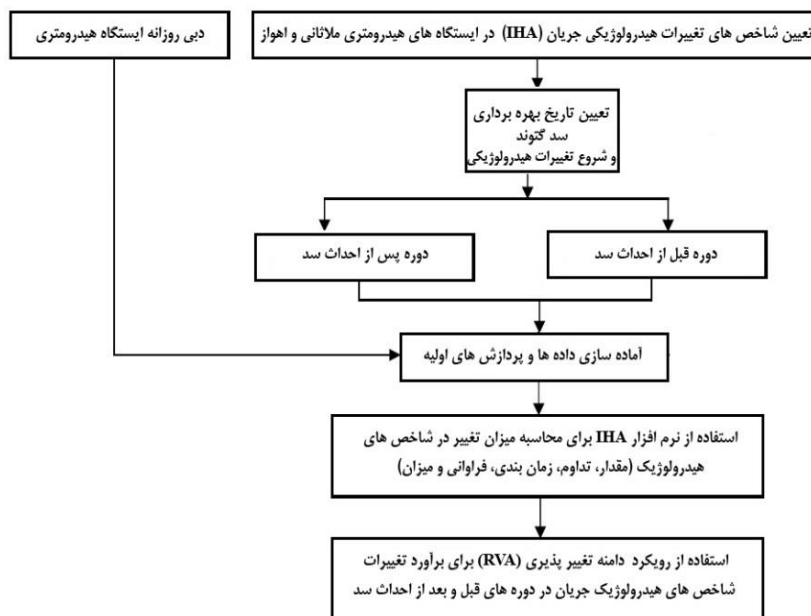 تعیین شاخص های تغییرات هیدرولوژیکی جریان (IHA) در ایستگاه های هیدرومتری ملاثانی و اهواز
دبی روزانه ایستگاه هیدرومتری
تعیین تاریخ بهره برداری
سد گتوند
و شروع تغییرات هیدرولوژیکی
دوره قبل از احداث سد
دوره پس از احداث سد
آماده سازی داده ها و پردازش های اولیه
استفاده از نرم افزار IHA برای محاسبه میزان تغییر در شاخص های
هیدرولوژیک (مقدار، تداوم، زمان بندی، فراوانی و میزان)
استفاده از رویکرد دامنه تغییر پذیری (RVA) برای برآورد تغییرات
شاخص های هیدرولوژیک جریان در دوره های قبل و بعد از احداث سد